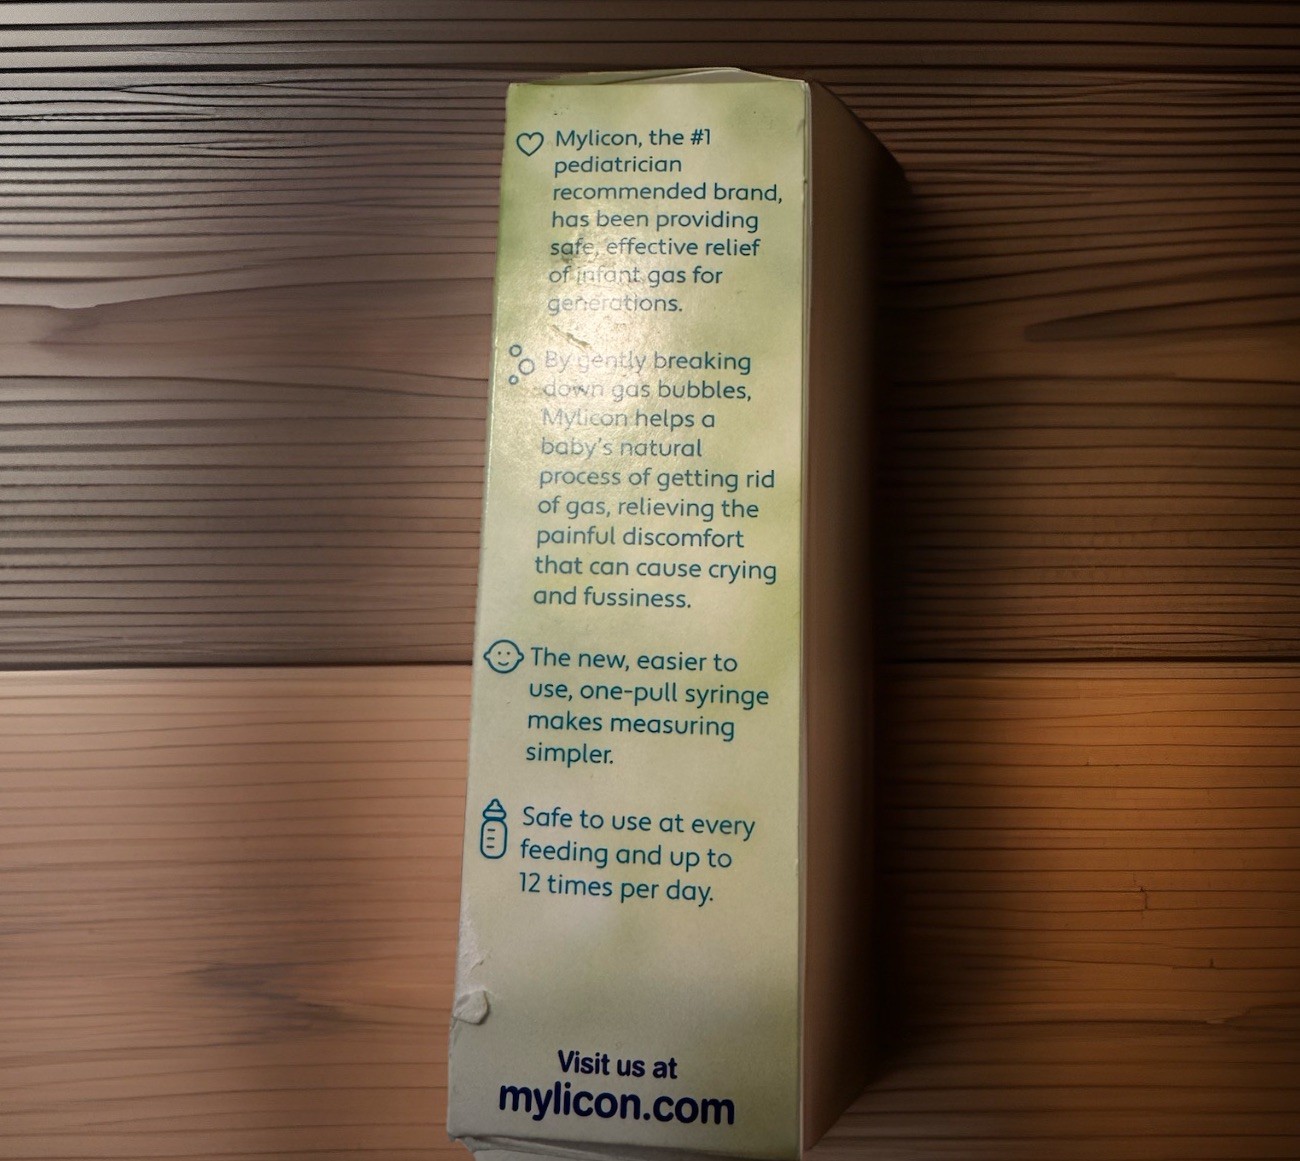 Mylicon, the #1
pediatrician
recommended brand,
has been providing
safe, effective relief
of infant gas for
generations.
By gently breaking
down gas bubbles,
Mylicon helps a
baby's natural
process of getting rid
of gas, relieving the
painful discomfort
that can cause crying
and fussiness.
The new, easier to
use, one-pull syringe
makes measuring
simpler.
Safe to use at every
feeding and up to
12 times per day.
Visit us at
mylicon.com